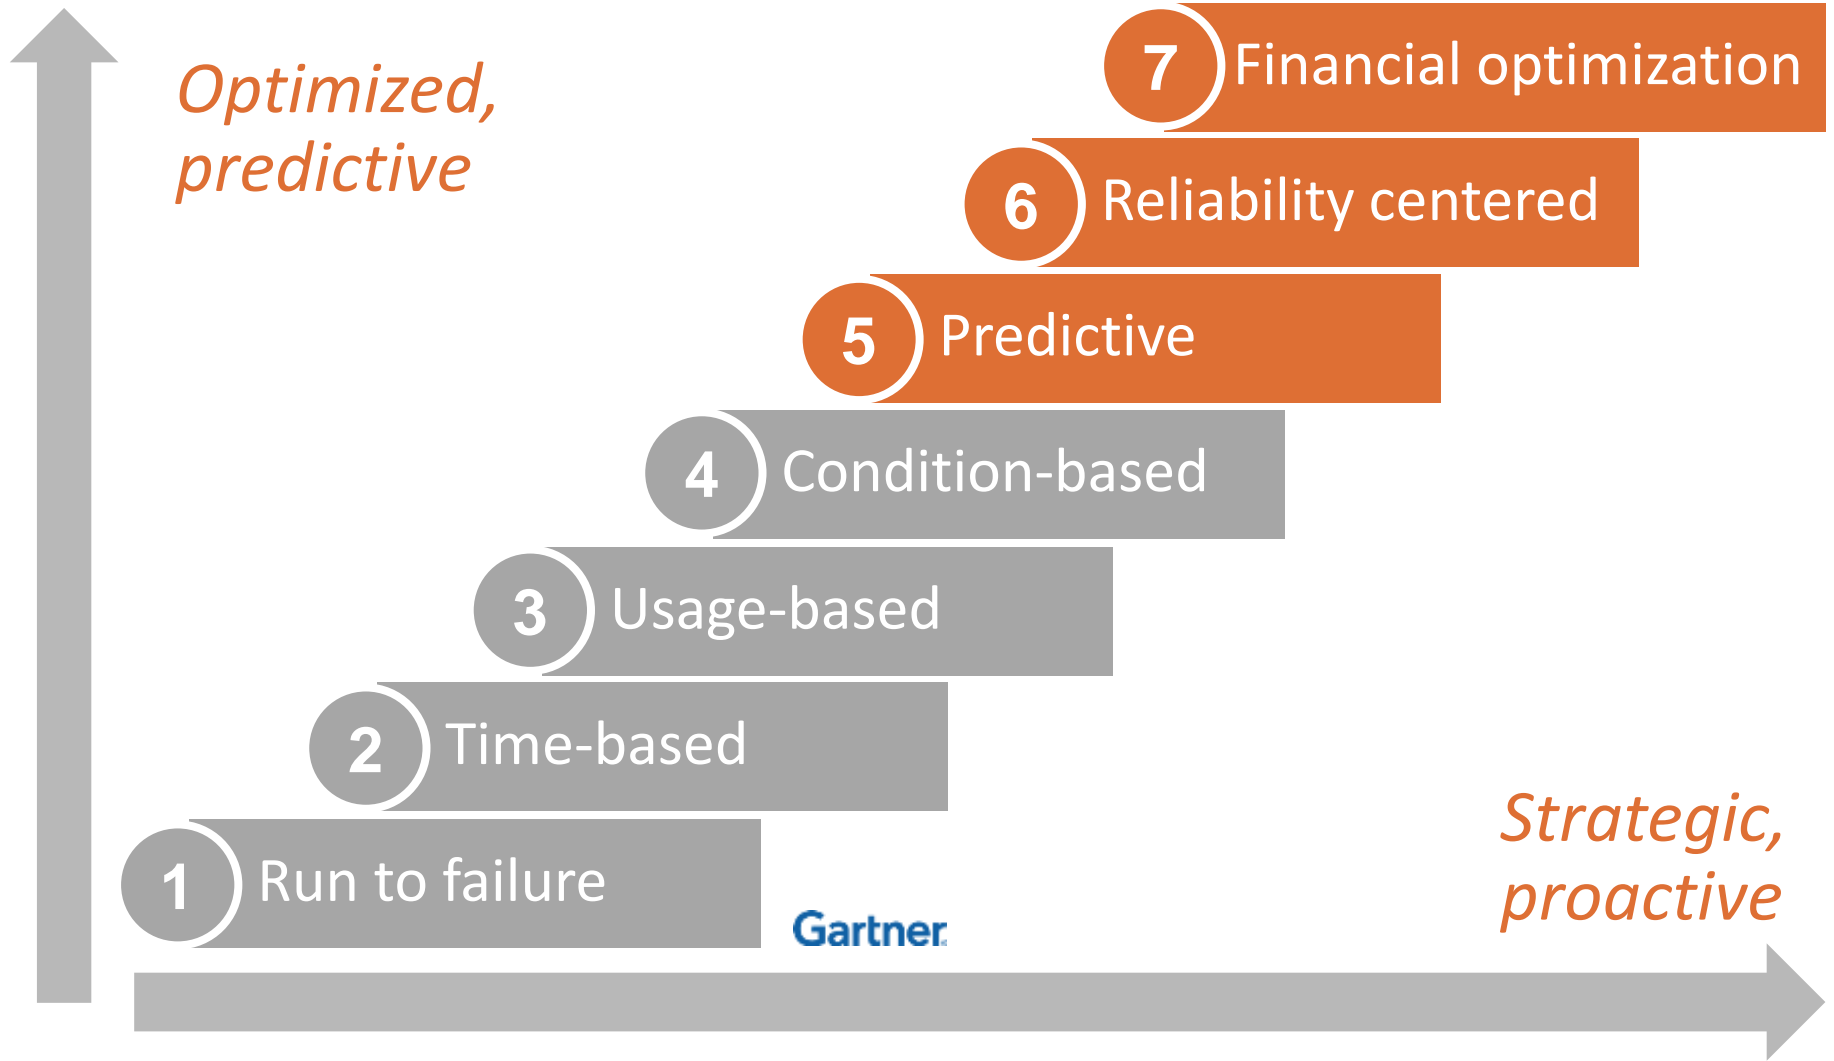 Optimized,
predictive
7 Financial optimization
6 Reliability centered
5 Predictive
4 Condition-based
3 Usage-based
2 Time-based
1 Run to failure
Strategic,
proactive
Gartner